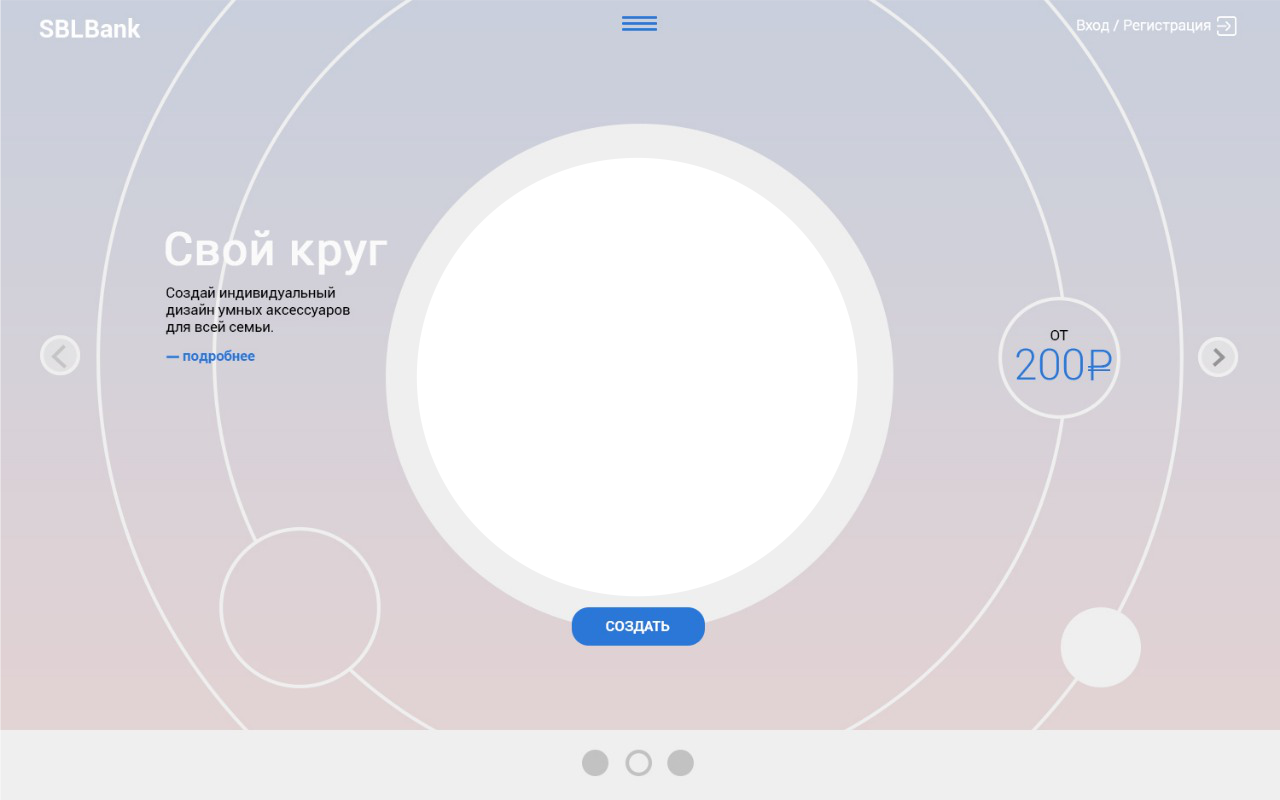 SBLBank
Вход / Регистрация
Свой круг
Создай индивидуальный
дизайн умных аксессуаров
для всей семьи.
— подробнее
от
200₽
СОЗДАТЬ